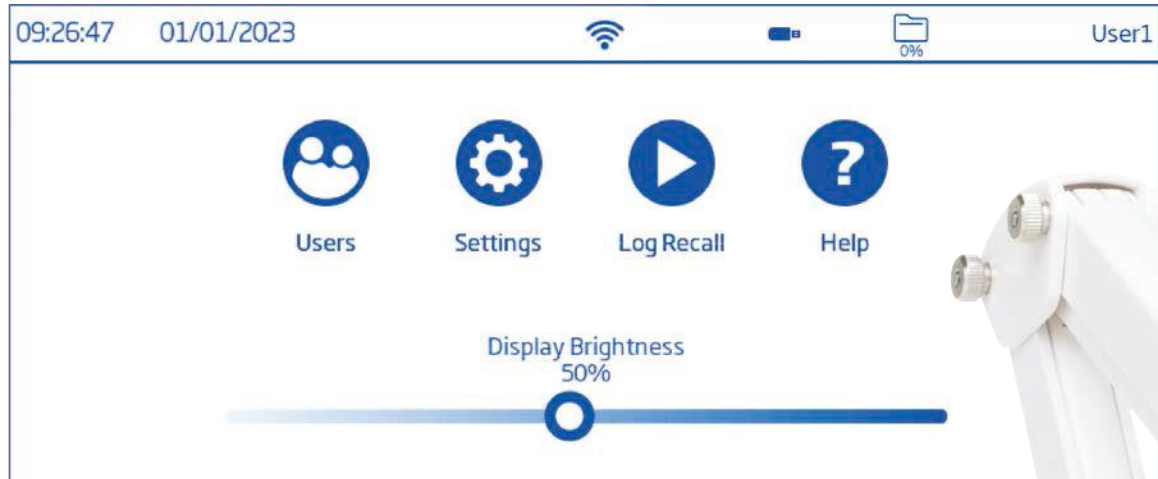 09:26:47 01/01/2023 0% User1
Users Settings Log Recall Help
Display Brightness
50%